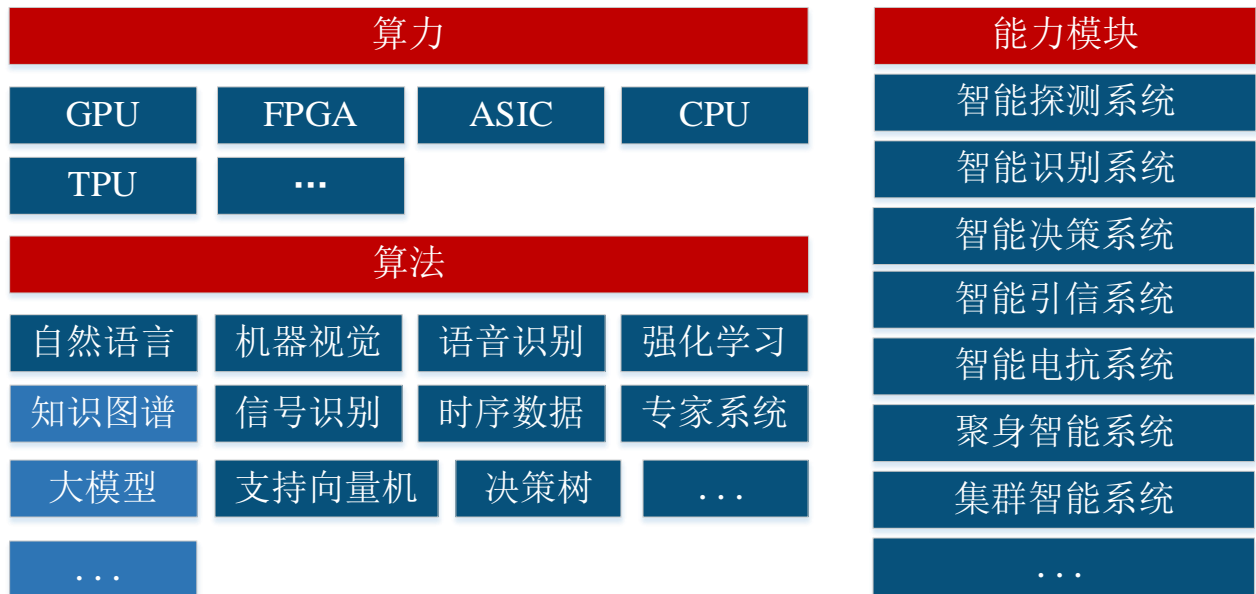 算力
GPU
FPGA
ASIC
CPU
TPU
...
算法
自然语言
机器视觉
语音识别
强化学习
知识图谱
信号识别
时序数据
专家系统
大模型
支持向量机
决策树
...
...
能力模块
智能探测系统
智能识别系统
智能决策系统
智能引信系统
智能电抗系统
聚身智能系统
集群智能系统
...